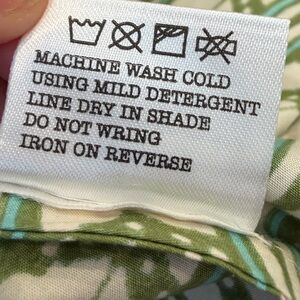 MACHINE WASH COLD
USING MILD DETERGENT
LINE DRY IN SHADE
DO NOT WRING
IRON ON REVERSE